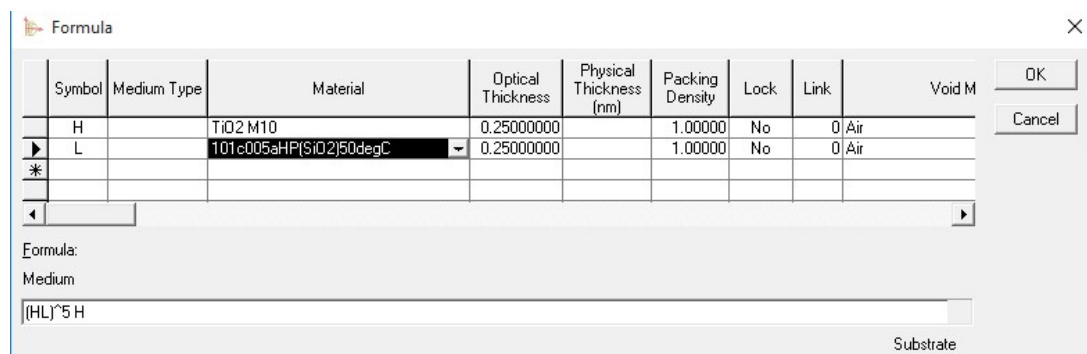 Formula
Symbol Medium Type Material Optical Thickness Physical Thickness (nm) Packing Density Lock Link Void M
H TiO2 M10 0.25000000 1.00000 No 0 Air
L 101c005aHP(SiO2)50degC 0.25000000 1.00000 No 0 Air
OK
Cancel
Formula:
Medium
(HL)^5 H
Substrate